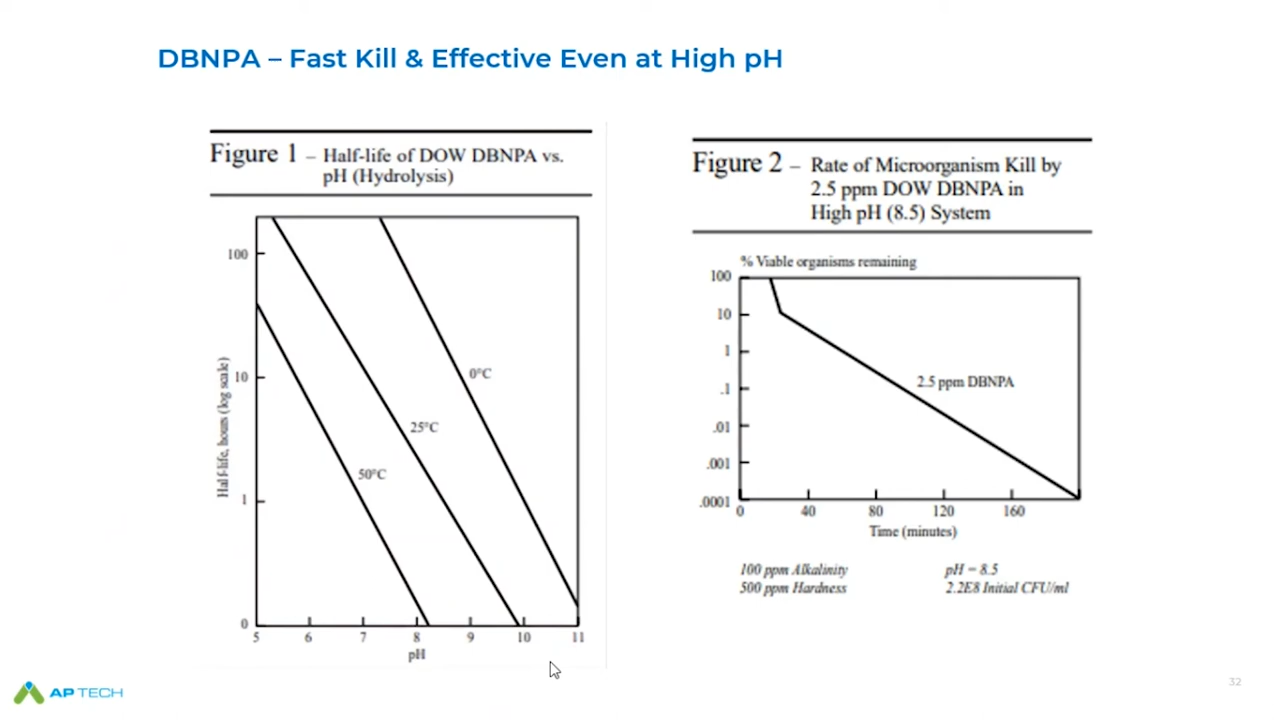 DBNPA – Fast Kill & Effective Even at High pH
Figure 1 – Half-life of DOW DBNPA vs.
pH (Hydrolysis)
Half-life, hours (log scale)
100
10
1
0
0°C
25°C
50°C
5 6 7 8 9 10 11
pH
Figure 2 – Rate of Microorganism Kill by
2.5 ppm DOW DBNPA in
High pH (8.5) System
% Viable organisms remaining
100
10
1
.1
.01
.001
.0001
2.5 ppm DBNPA
0 40 80 120 160
Time (minutes)
100 ppm Alkalinity
500 ppm Hardness
pH = 8.5
2.2E8 Initial CFU/ml
AP TECH
32